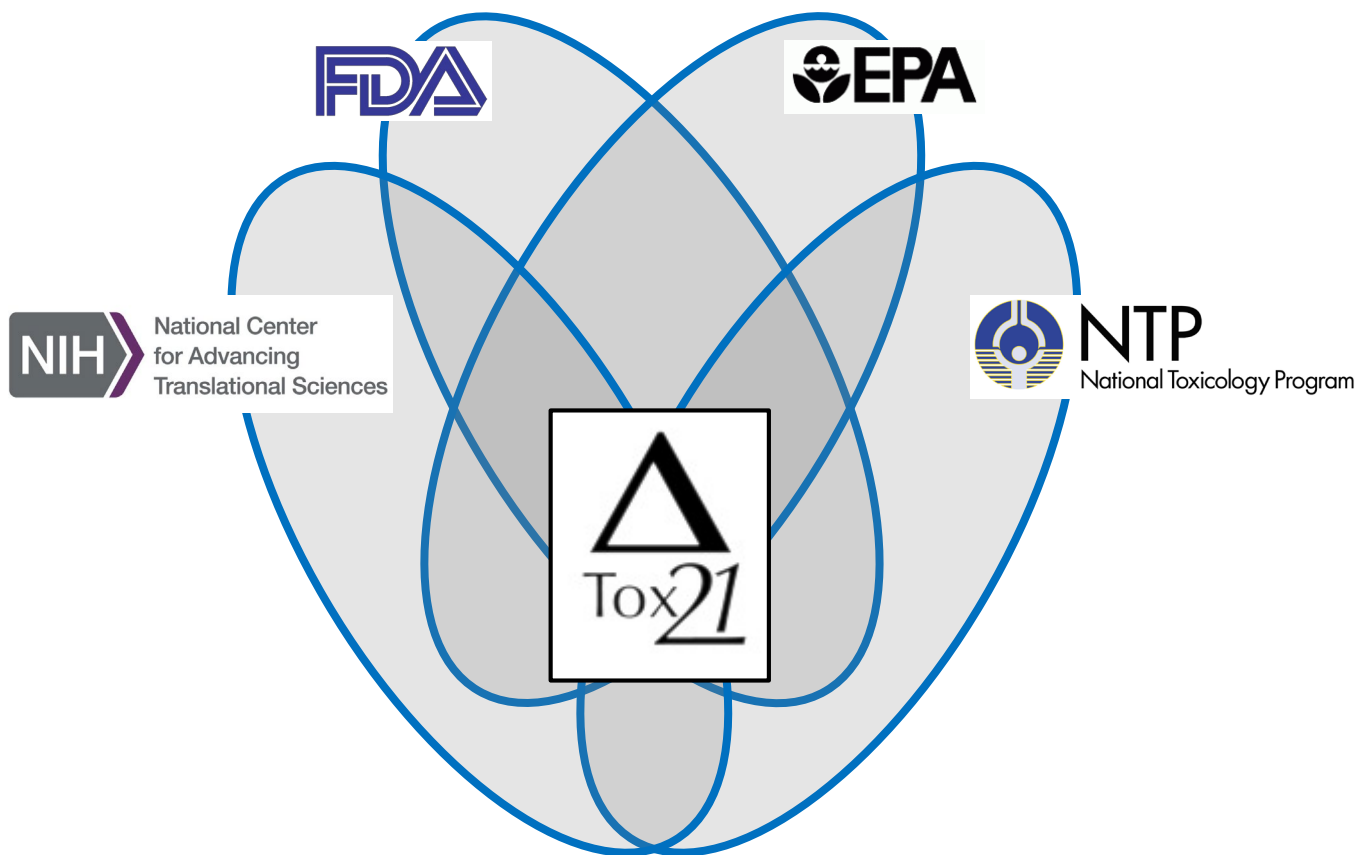 FDA
EPA
NIH
National Center
for Advancing
Translational Sciences
NTP
National Toxicology Program
Tox21